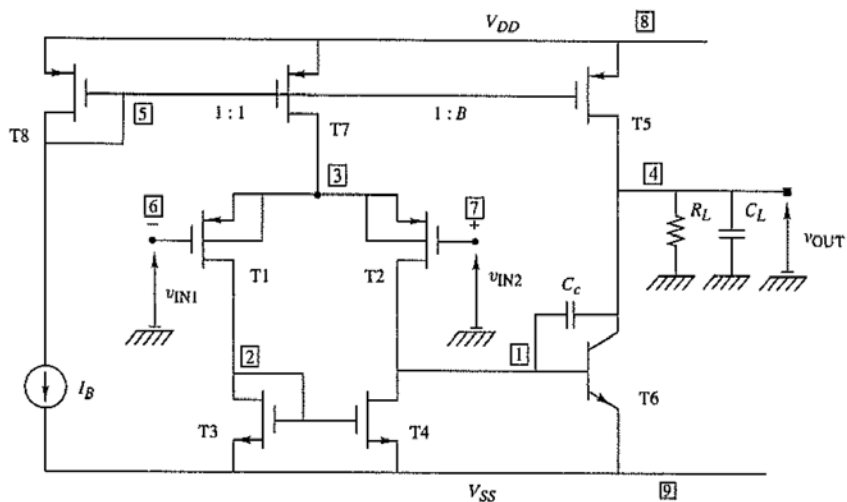 V_DD
8
5
1 : 1
1 : B
T8
T7
T5
3
4
6
−
7
+
R_L
C_L
v_OUT
T1
T2
v_IN1
v_IN2
C_c
2
1
I_B
T3
T4
T6
V_SS
9